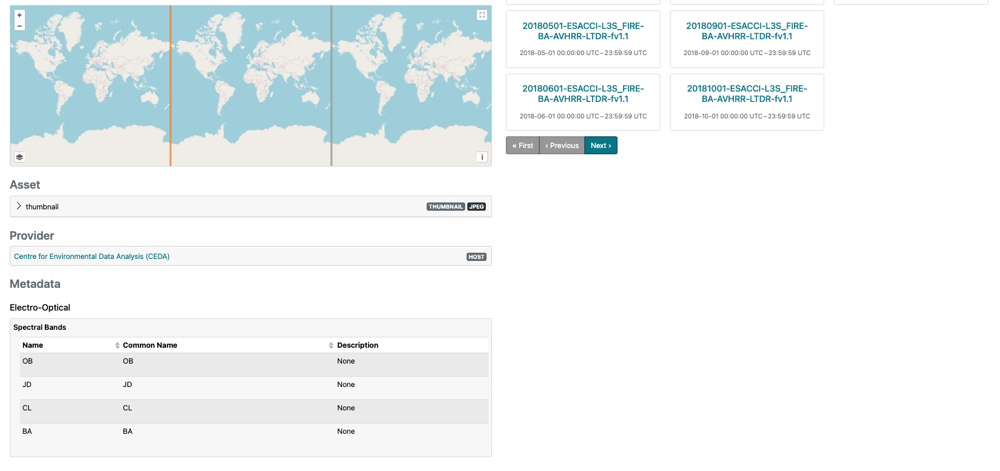 +
−
i
Asset
thumbnail
THUMBNAIL JPEG
Provider
Centre for Environmental Data Analysis (CEDA)
HOST
Metadata
Electro-Optical
Spectral Bands
Name Common Name Description
OB OB None
JD JD None
CL CL None
BA BA None
20180501-ESACCI-L3S_FIRE-
BA-AVHRR-LTDR-fv1.1
2018-05-01 00:00:00 UTC – 23:59:59 UTC
20180901-ESACCI-L3S_FIRE-
BA-AVHRR-LTDR-fv1.1
2018-09-01 00:00:00 UTC – 23:59:59 UTC
20180601-ESACCI-L3S_FIRE-
BA-AVHRR-LTDR-fv1.1
2018-06-01 00:00:00 UTC – 23:59:59 UTC
20181001-ESACCI-L3S_FIRE-
BA-AVHRR-LTDR-fv1.1
2018-10-01 00:00:00 UTC – 23:59:59 UTC
« First ‹ Previous Next ›